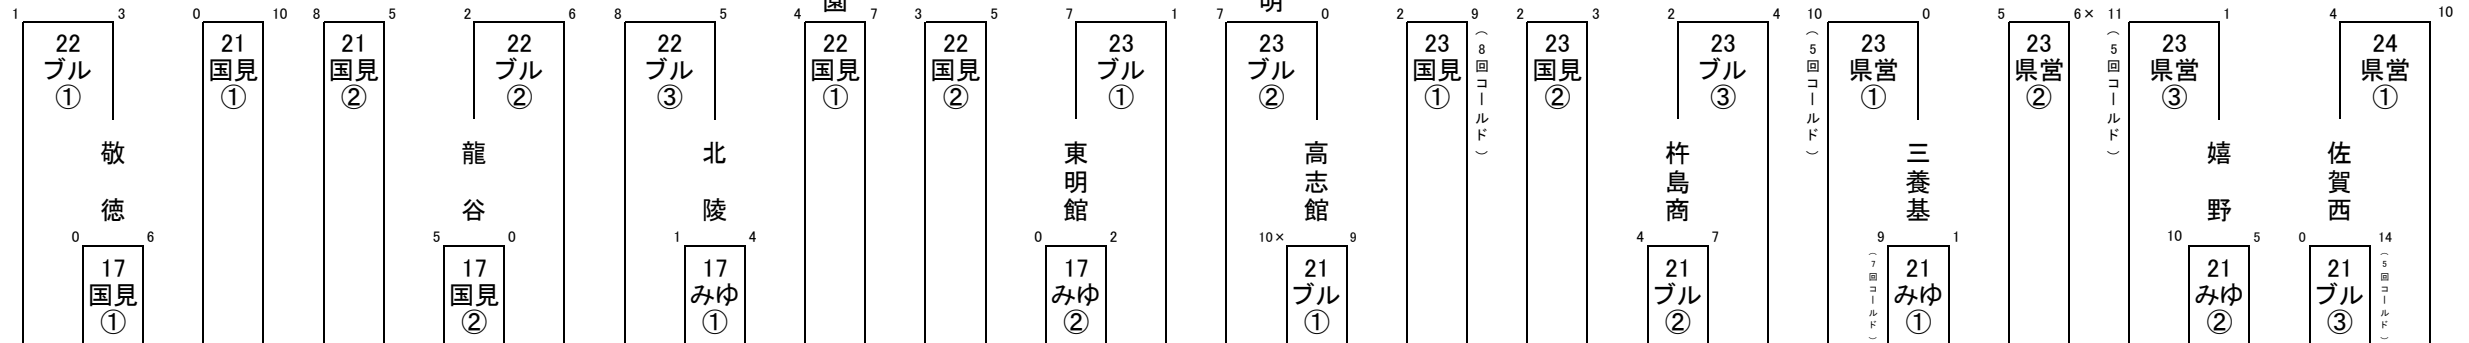 園 明
1 3 0 10 8 5 2 6 8 5 4 7 3 5 7 1 7 0 2 9 2 3 2 4 10 0 5 6× 11 1 4 10
22 21 21 22 22 22 22 23 23 23 23 23 23 23 23 24
ブル 国見 国見 ブル ブル 国見 国見 ブル ブル 国見 国見 ブル 県営 県営 県営 県営
① ① ② ② ③ ① ② ① ② ① ② ③ ① ② ③ ①
(8回コールド) (5回コールド) (5回コールド)
敬徳 龍谷 北陵 東明館 高志館 杵島商 三養基 嬉野 佐賀西
0 6 5 0 1 4 0 2 10× 9 4 7 9 1 10 5 0 14
17 17 17 17 21 21 21 21 21
国見 国見 みゆ みゆ ブル ブル みゆ みゆ ブル
① ② ① ② ① ② ① ② ③
(7回コールド) (5回コールド)